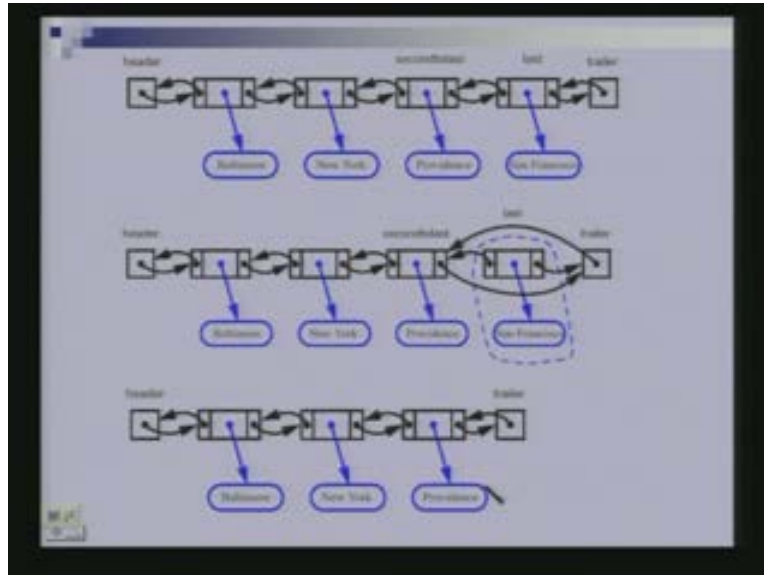 header secondtolast last trailer
Baltimore New York Providence San Francisco
last
header secondtolast trailer
Baltimore New York Providence San Francisco
header trailer
Baltimore New York Providence